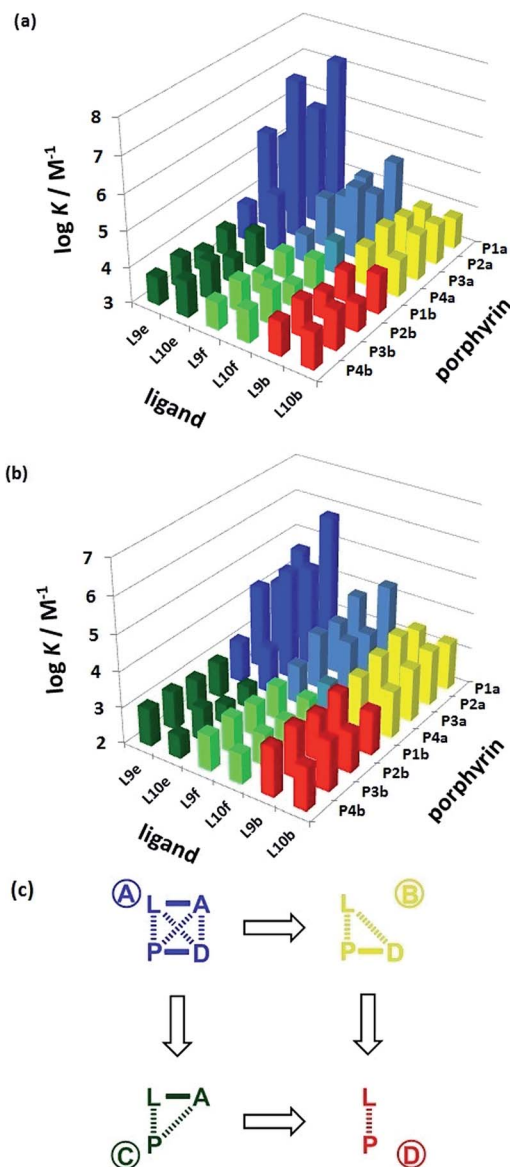 (a)
log K / M⁻¹
8
7
6
5
4
3
L9e
L10e
L9f
L10f
L9b
L10b
ligand
P4b
P3b
P2b
P1b
P4a
P3a
P2a
P1a
porphyrin
(b)
log K / M⁻¹
7
6
5
4
3
2
L9e
L10e
L9f
L10f
L9b
L10b
ligand
P4b
P3b
P2b
P1b
P4a
P3a
P2a
P1a
porphyrin
(c)
A L A
P D
L B
P D
L A
P
C
L
P D